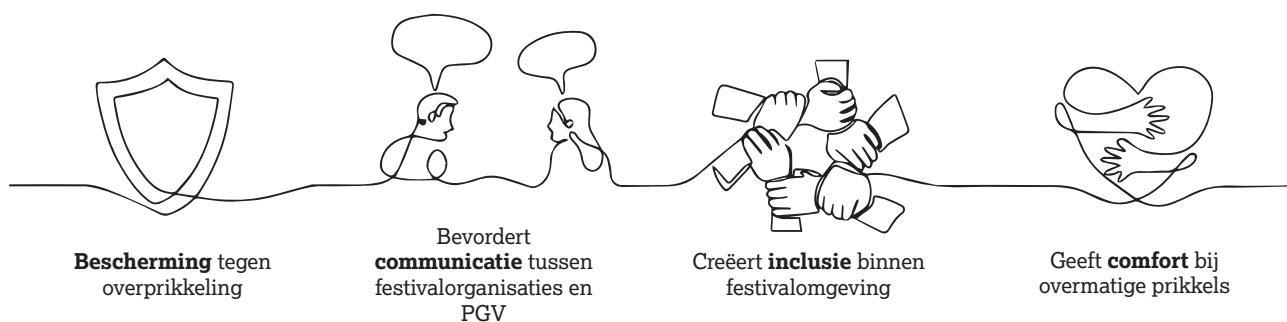 Bescherming tegen
overprikkeling
Bevordert
communicatie tussen
festivalorganisaties en
PGV
Creëert inclusie binnen
festivalomgeving
Geeft comfort bij
overmatige prikkels